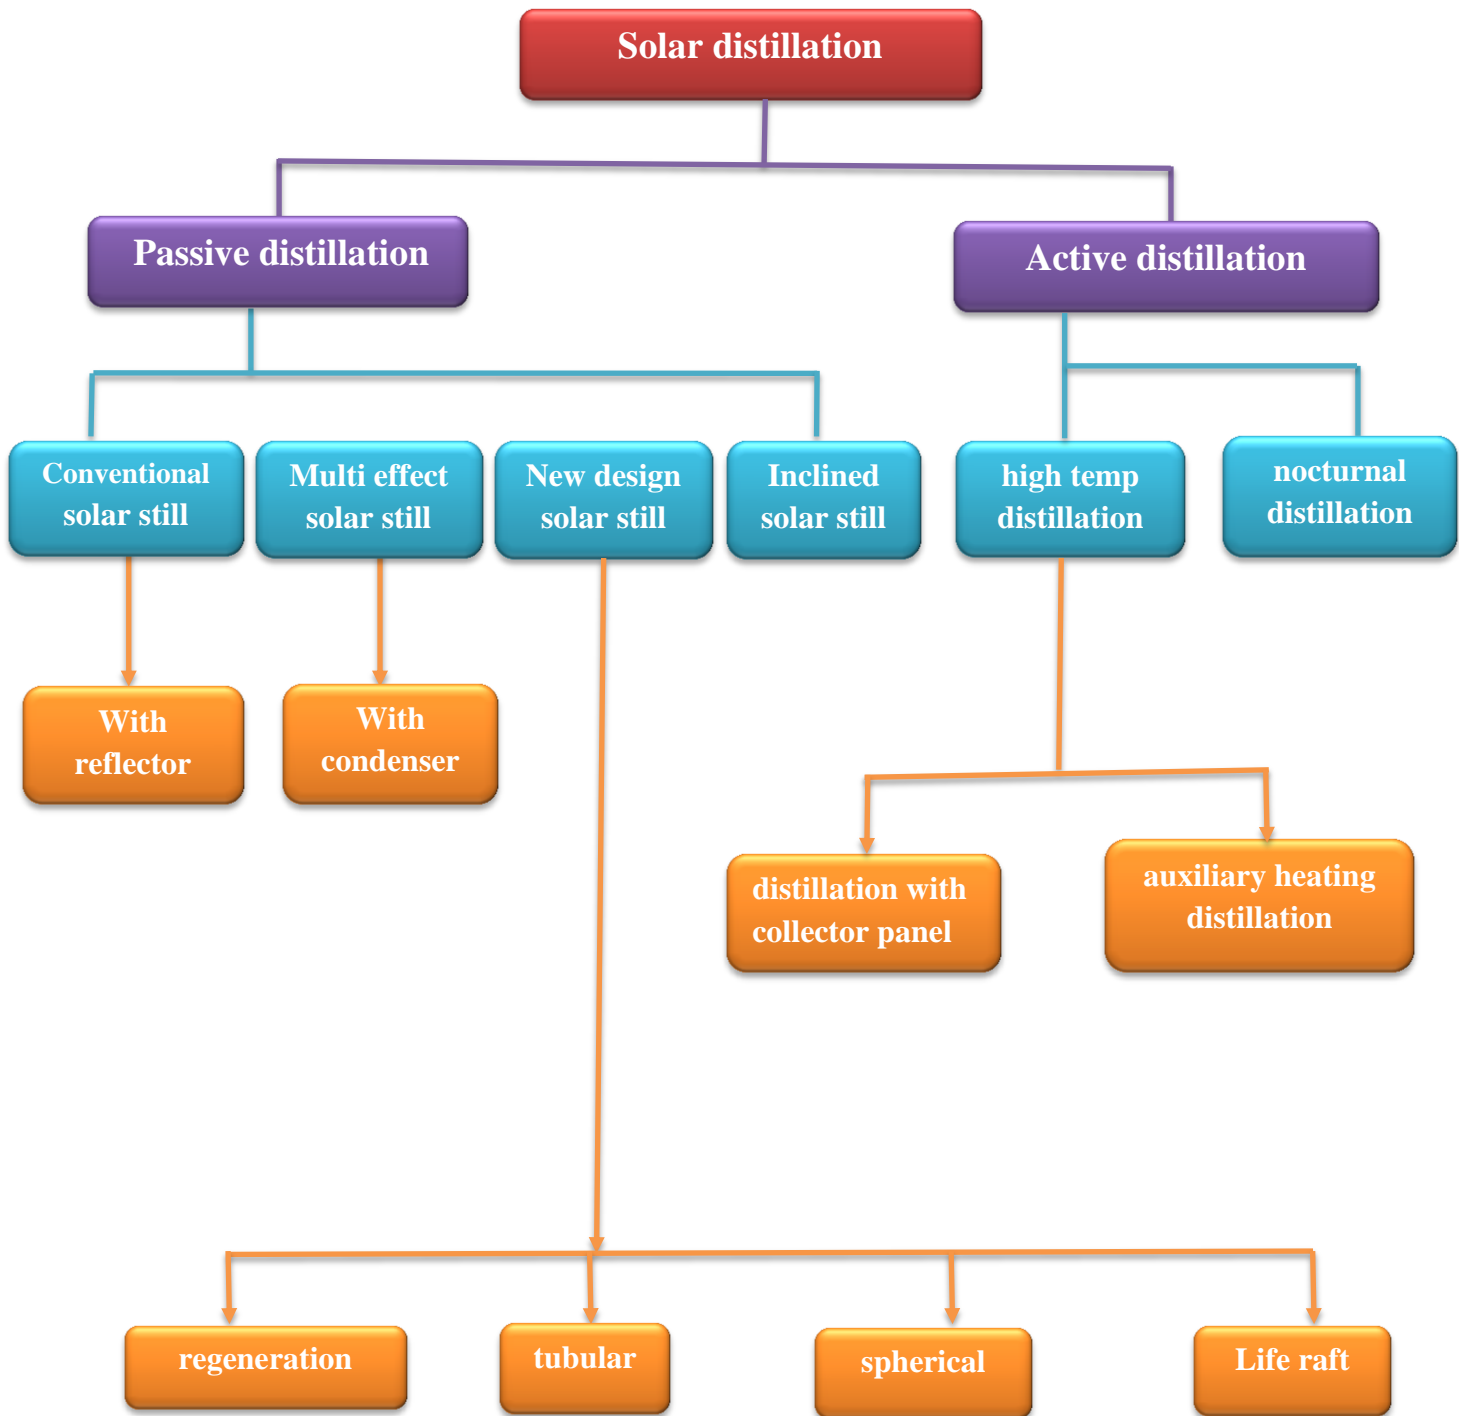 Solar distillation
Passive distillation
Active distillation
Conventional
solar still
Multi effect
solar still
New design
solar still
Inclined
solar still
high temp
distillation
nocturnal
distillation
With
reflector
With
condenser
distillation with
collector panel
auxiliary heating
distillation
regeneration
tubular
spherical
Life raft